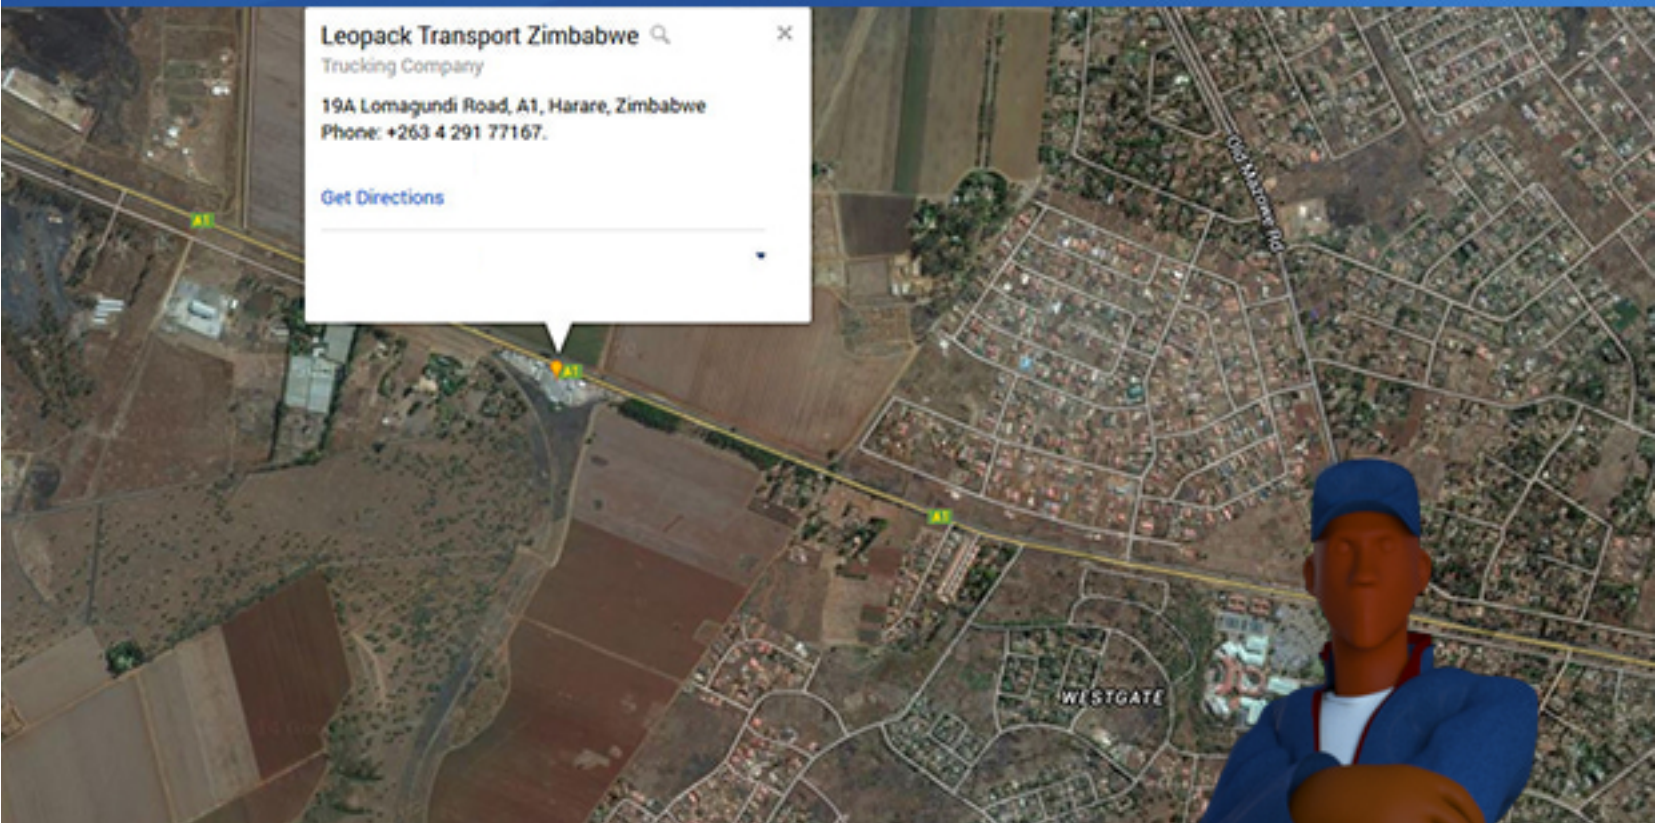 Leopack Transport Zimbabwe
Trucking Company
19A Lomagundi Road, A1, Harare, Zimbabwe
Phone: +263 4 291 77167.
Get Directions
Old Mazowe Rd
A1
A1
A1
WESTGATE